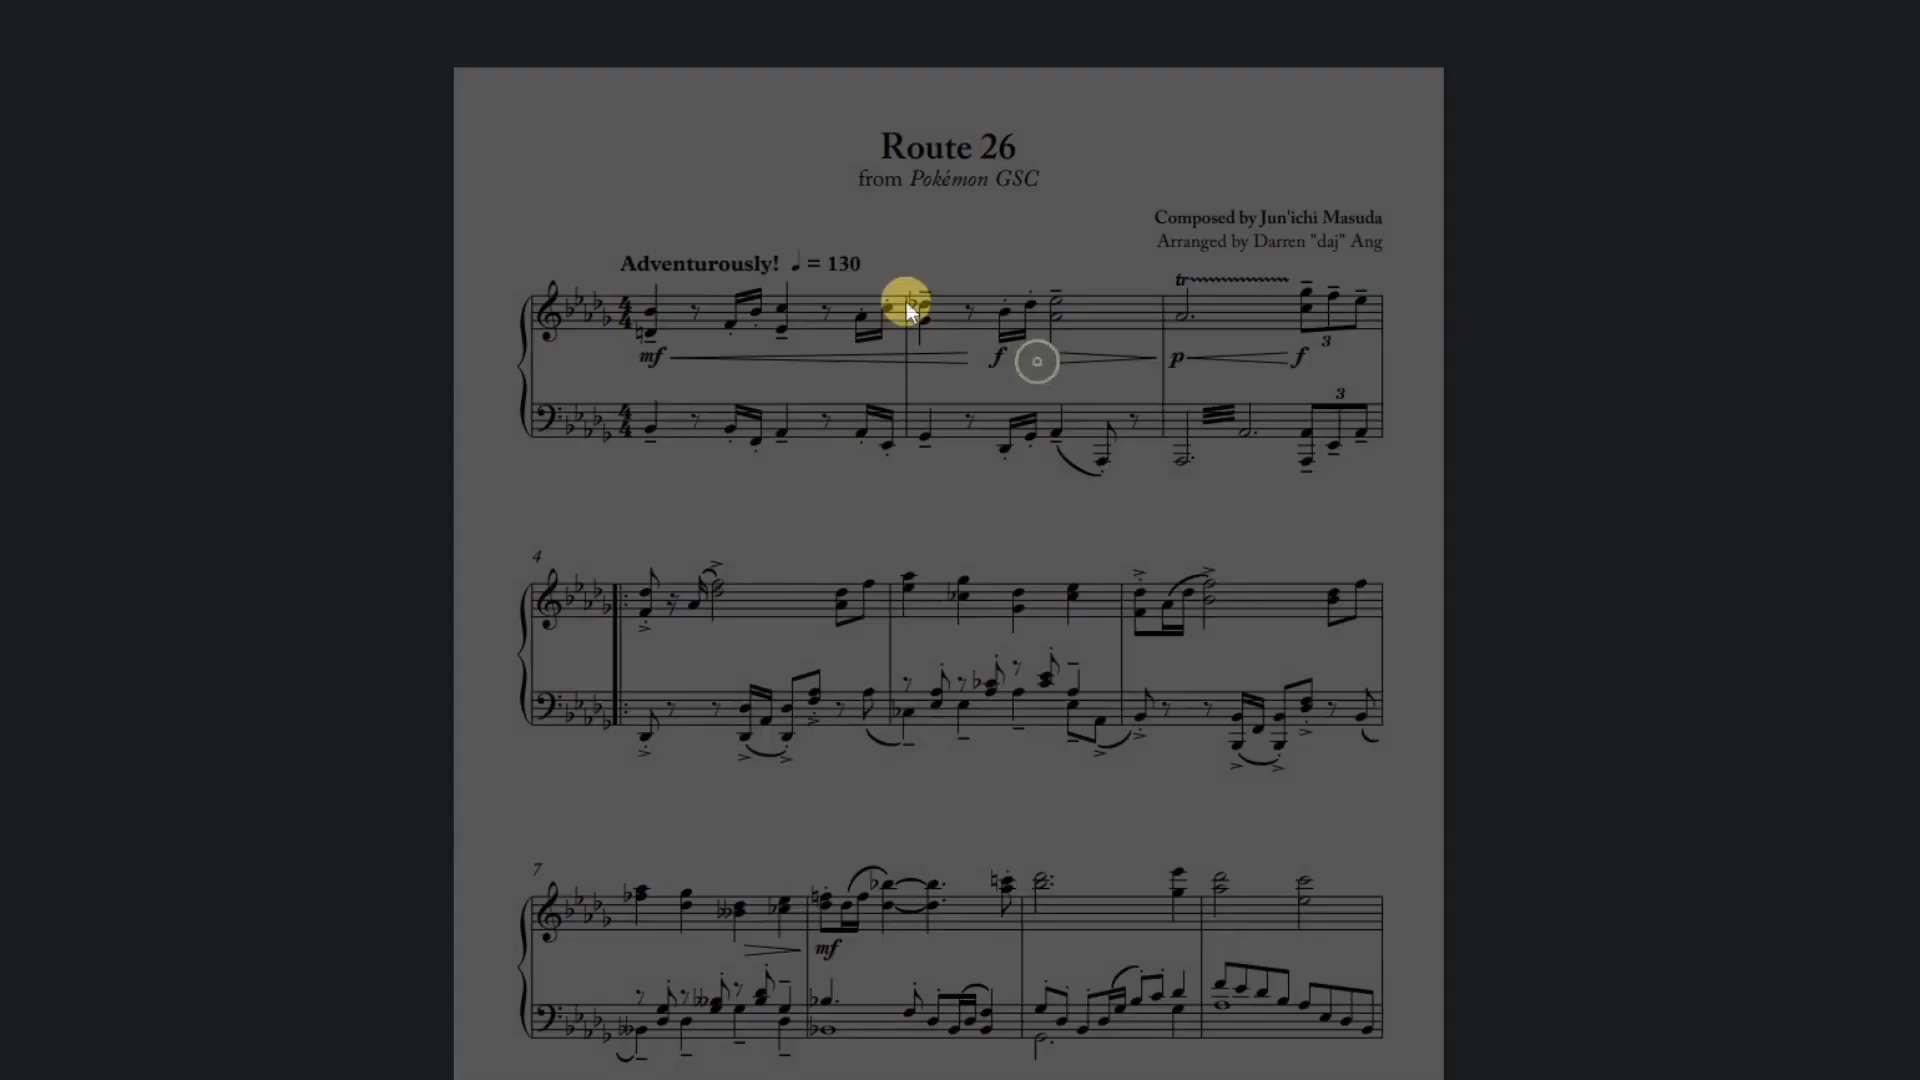 Route 26
from Pokémon GSC
Composed by Jun'ichi Masuda
Arranged by Darren "daj" Ang
Adventurously! ♩ = 130
tr
mf
f
p
f
3
3
4
7
mf